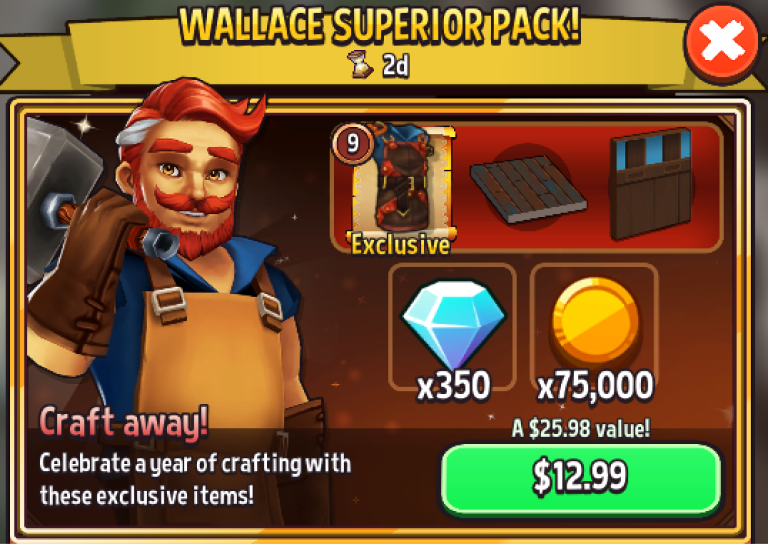 WALLACE SUPERIOR PACK!
2d
9
Exclusive
x350
x75,000
Craft away!
A $25.98 value!
Celebrate a year of crafting with
these exclusive items!
$12.99